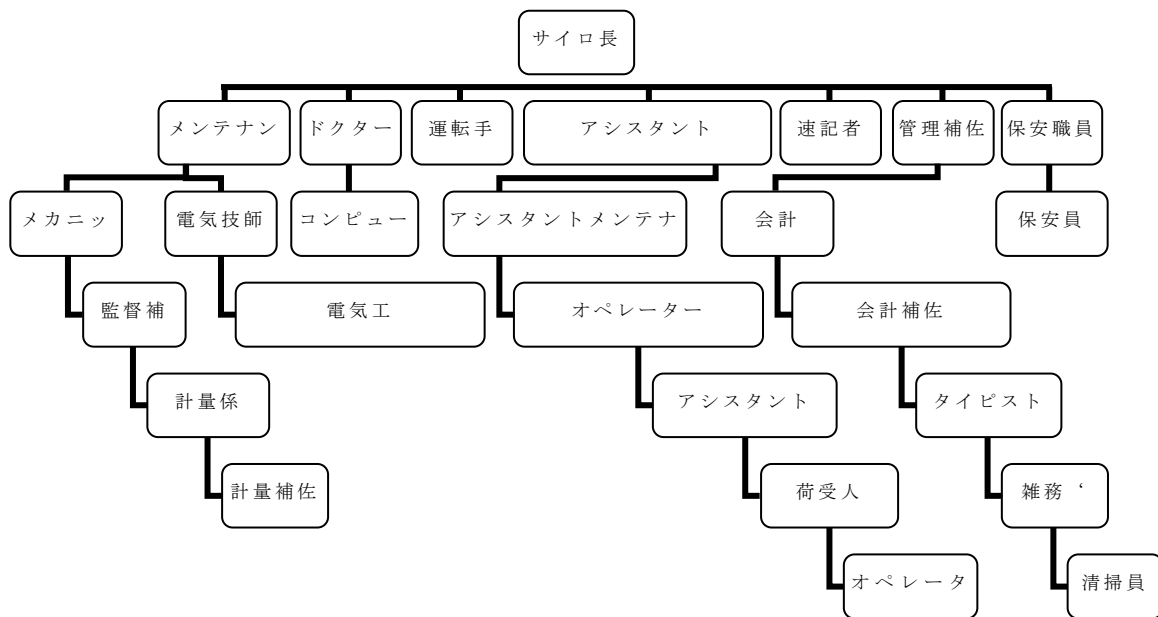 サイロ長
メンテナン
ドクター
運転手
アシスタント
速記者
管理補佐
保安職員
メカニッ
電気技師
コンピュー
アシスタントメンテナ
会計
保安員
監督補
電気工
オペレーター
会計補佐
計量係
アシスタント
タイピスト
計量補佐
荷受人
雑務‘
オペレータ
清掃員